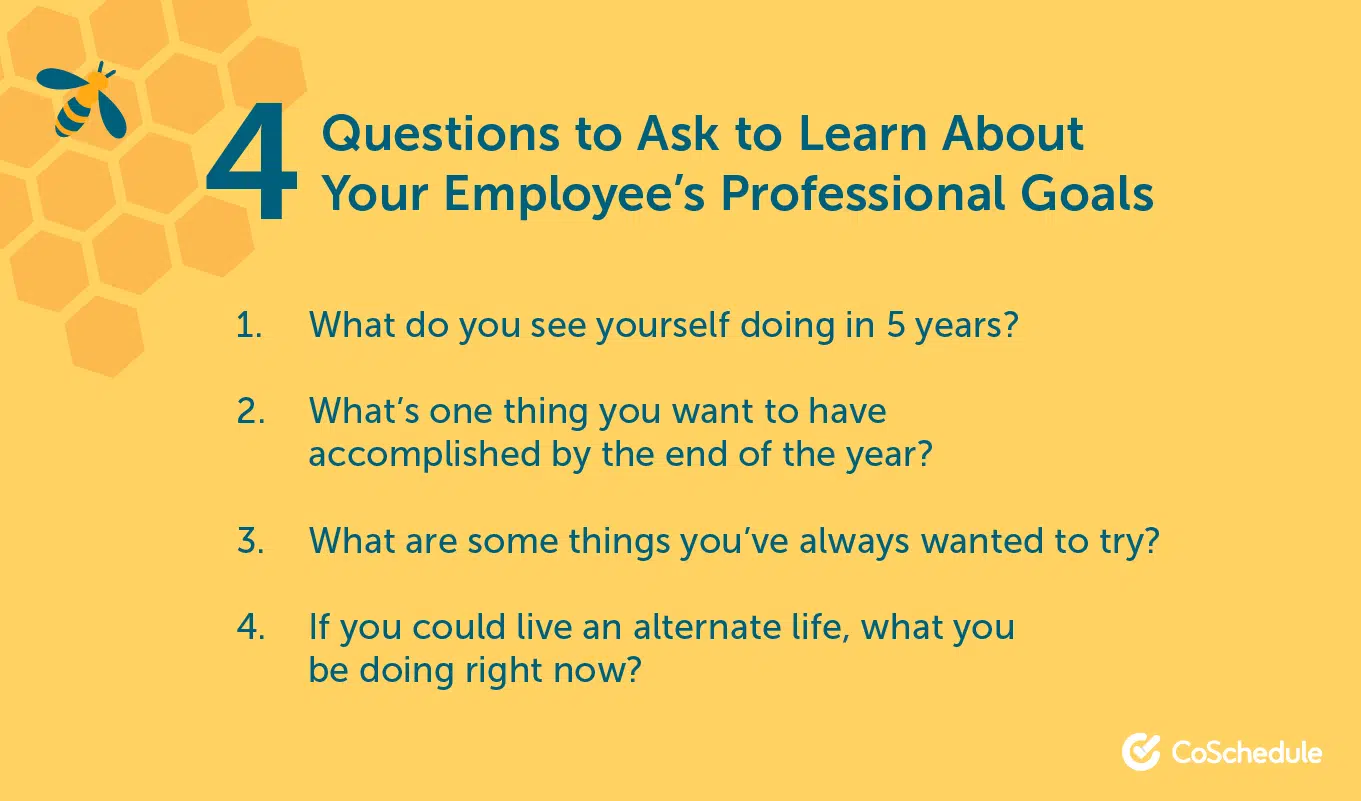 4
Questions to Ask to Learn About
Your Employee’s Professional Goals
1. What do you see yourself doing in 5 years?
2. What’s one thing you want to have
accomplished by the end of the year?
3. What are some things you’ve always wanted to try?
4. If you could live an alternate life, what you
be doing right now?
CoSchedule